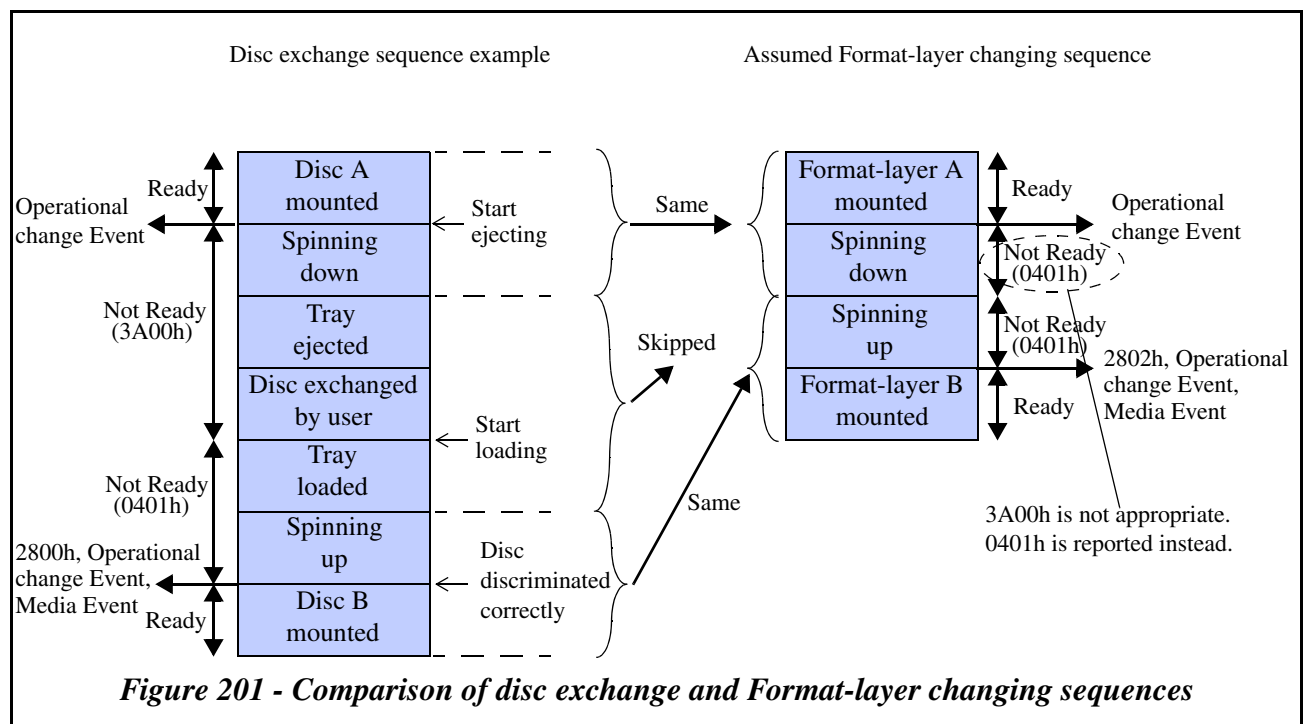 Disc exchange sequence example
Assumed Format-layer changing sequence
Ready
Operational
change Event
Not Ready
(3A00h)
Not Ready
(0401h)
2800h, Operational
change Event,
Media Event
Ready
Disc A
mounted
Spinning
down
Tray
ejected
Disc exchanged
by user
Tray
loaded
Spinning
up
Disc B
mounted
Start
ejecting
Start
loading
Disc
discriminated
correctly
Same
Skipped
Same
Format-layer A
mounted
Spinning
down
Spinning
up
Format-layer B
mounted
Ready
Operational
change Event
Not Ready
(0401h)
Not Ready
(0401h)
2802h, Operational
change Event,
Media Event
Ready
3A00h is not appropriate.
0401h is reported instead.
Figure 201 - Comparison of disc exchange and Format-layer changing sequences